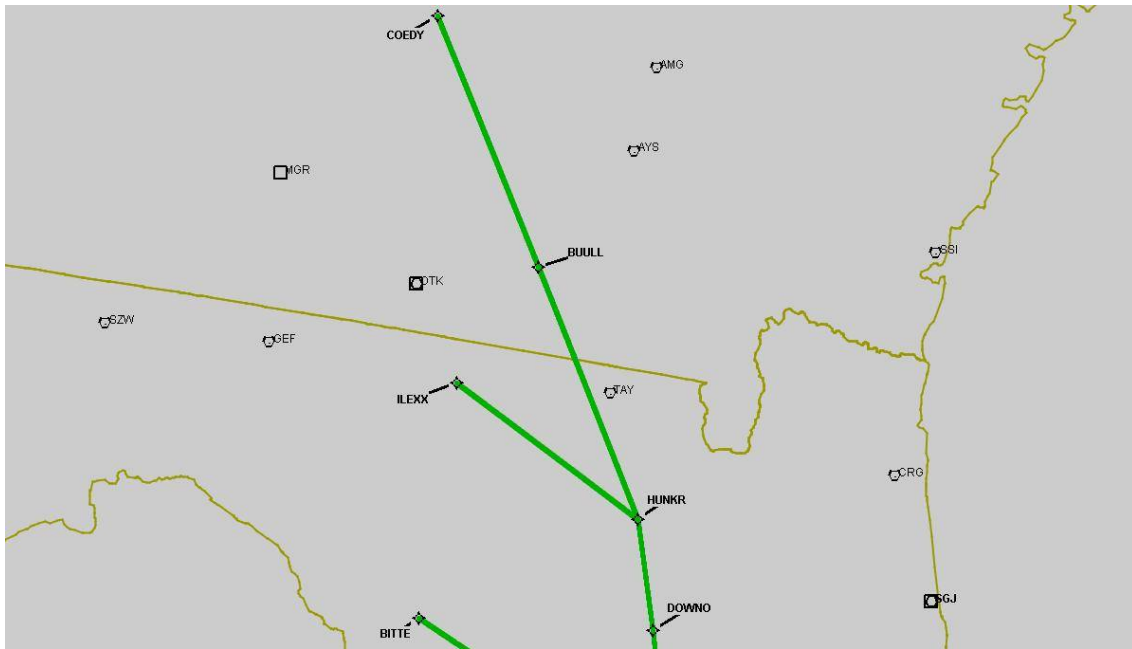 COEDY
AMG
AYS
MGR
BUULL
SSI
OTK
SZW
GEF
ILEXX
TAY
CRG
HUNKR
SGJ
DOWNO
BITTE